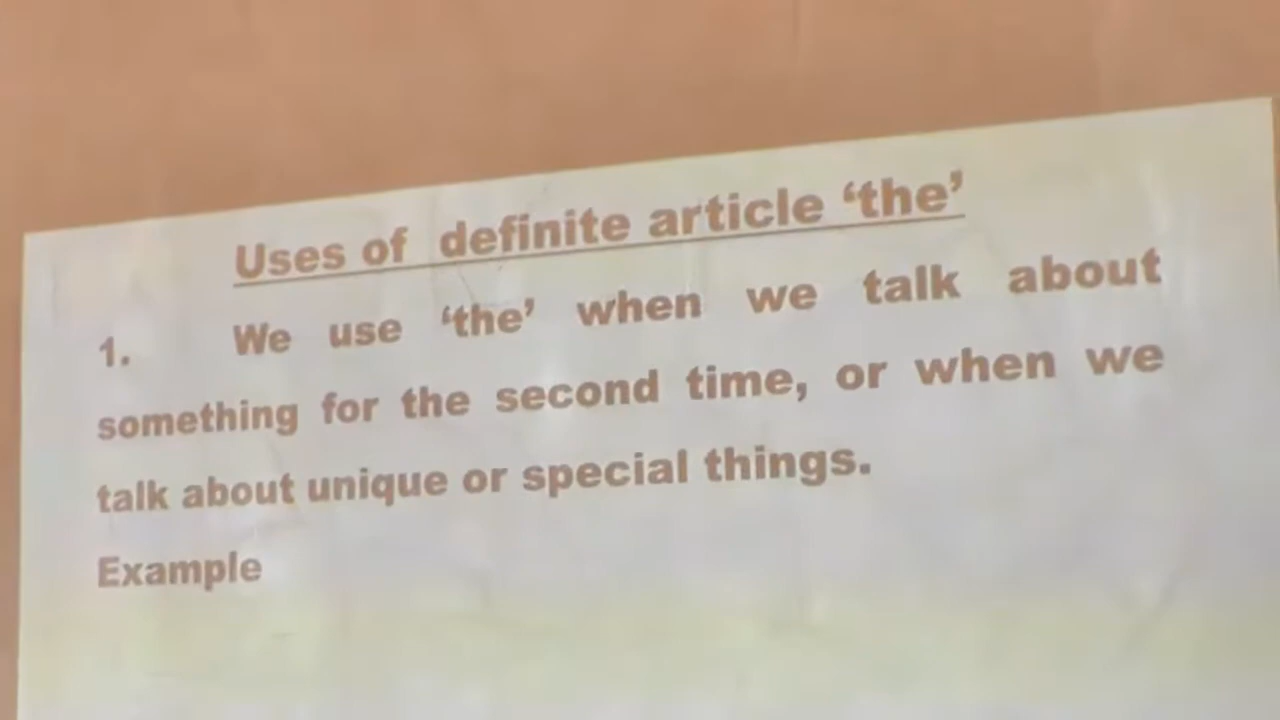 Uses of definite article ‘the’
1. We use ‘the’ when we talk about
something for the second time, or when we
talk about unique or special things.
Example